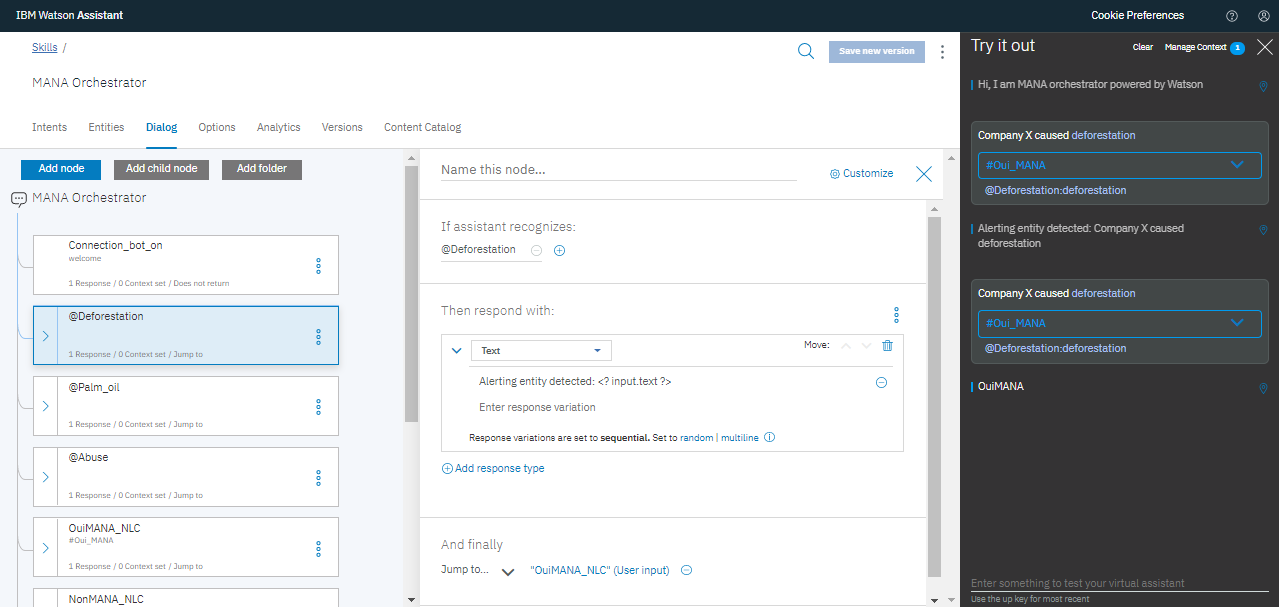 IBM Watson Assistant
Cookie Preferences
Skills /
Save new version
MANA Orchestrator
Intents Entities Dialog Options Analytics Versions Content Catalog
Add node Add child node Add folder
MANA Orchestrator
Connection_bot_on
welcome
1 Response / 0 Context set / Does not return
@Deforestation
1 Response / 0 Context set / Jump to
@Palm_oil
1 Response / 0 Context set / Jump to
@Abuse
1 Response / 0 Context set / Jump to
OuiMANA_NLC
#Oui_MANA
1 Response / 0 Context set / Jump to
NonMANA_NLC
Name this node...
Customize
If assistant recognizes:
@Deforestation
Then respond with:
Text
Move:
Alerting entity detected: <? input.text ?>
Enter response variation
Response variations are set to sequential. Set to random | multiline
Add response type
And finally
Jump to... "OuiMANA_NLC" (User input)
Try it out
Clear Manage Context 1
Hi, I am MANA orchestrator powered by Watson
Company X caused deforestation
#Oui_MANA
@Deforestation:deforestation
Alerting entity detected: Company X caused
deforestation
Company X caused deforestation
#Oui_MANA
@Deforestation:deforestation
OuiMANA
Enter something to test your virtual assistant
Use the up key for most recent